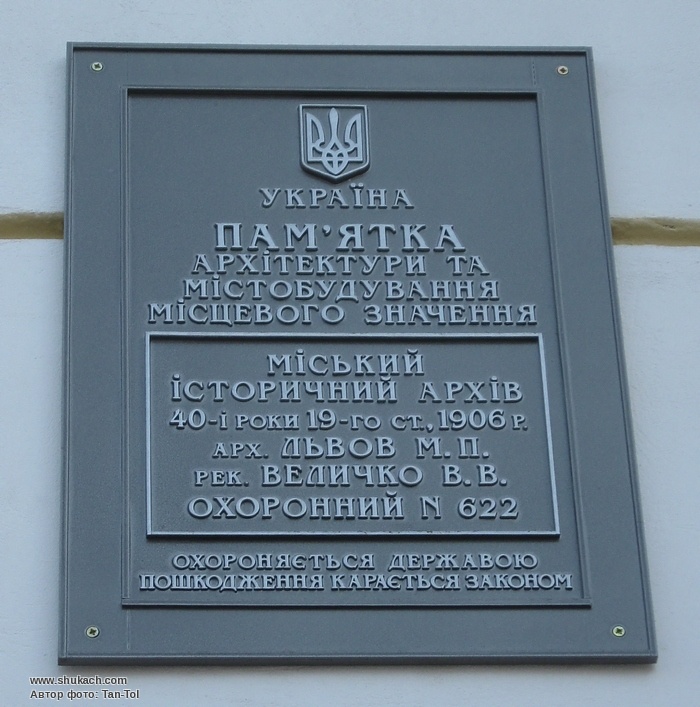 УКРАЇНА
ПАМ'ЯТКА
АРХІТЕКТУРИ ТА
МІСТОБУДУВАННЯ
МІСЦЕВОГО ЗНАЧЕННЯ
МІСЬКИЙ
ІСТОРИЧНИЙ АРХІВ
40-і РОКИ 19-го СТ., 1906 Р.
АРХ. ЛЬВОВ М. П.
РЕК. ВЕЛИЧКО В. В.
ОХОРОННИЙ N 622
ОХОРОНЯЄТЬСЯ ДЕРЖАВОЮ
ПОШКОДЖЕННЯ КАРАЄТЬСЯ ЗАКОНОМ
www.shukach.com
Автор фото: Tan-Tol